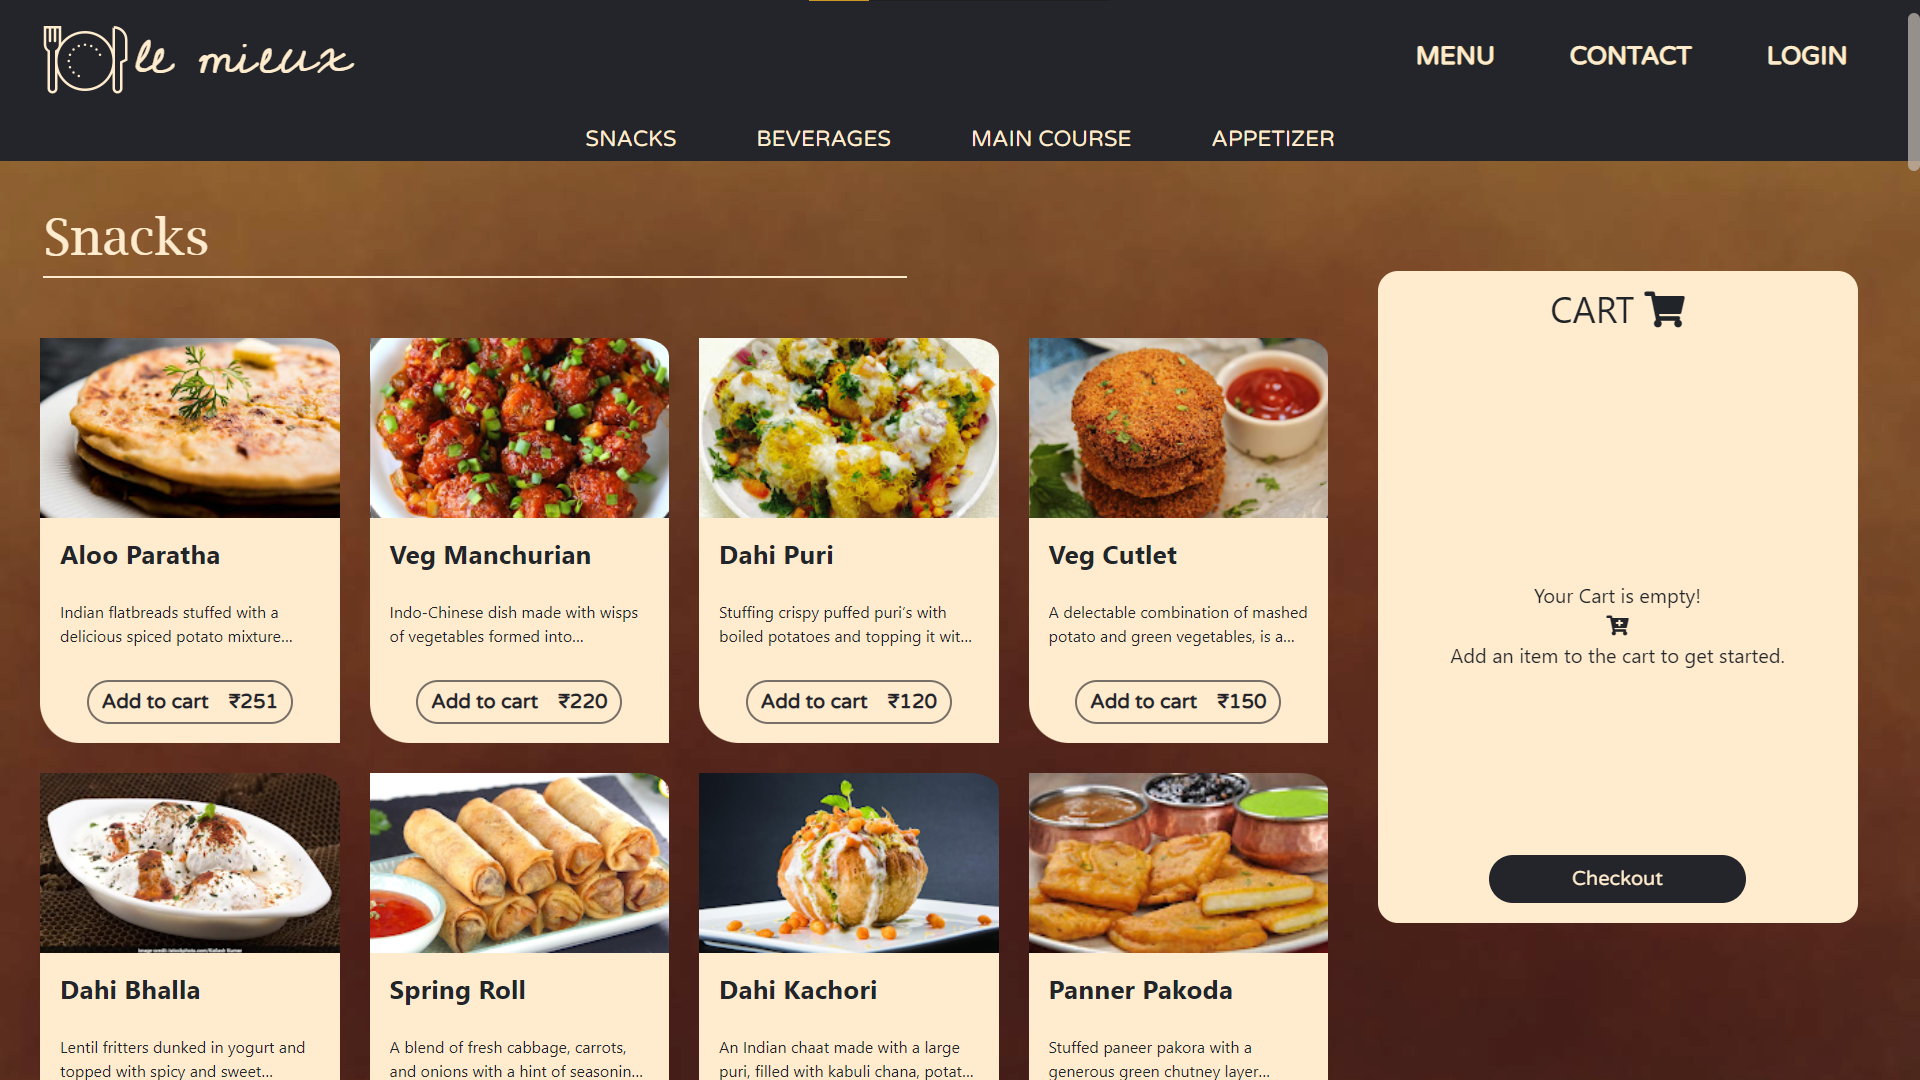 le mieux
MENU
CONTACT
LOGIN
SNACKS
BEVERAGES
MAIN COURSE
APPETIZER
Snacks
CART
Aloo Paratha
Indian flatbreads stuffed with a
delicious spiced potato mixture...
Add to cart ₹251
Veg Manchurian
Indo-Chinese dish made with wisps
of vegetables formed into...
Add to cart ₹220
Dahi Puri
Stuffing crispy puffed puri's with
boiled potatoes and topping it wit...
Add to cart ₹120
Veg Cutlet
A delectable combination of mashed
potato and green vegetables, is a...
Add to cart ₹150
Your Cart is empty!
Add an item to the cart to get started.
Checkout
Dahi Bhalla
Lentil fritters dunked in yogurt and
topped with spicy and sweet...
Spring Roll
A blend of fresh cabbage, carrots,
and onions with a hint of seasonin...
Dahi Kachori
An Indian chaat made with a large
puri, filled with kabuli chana, potat...
Panner Pakoda
Stuffed paneer pakora with a
generous green chutney layer...